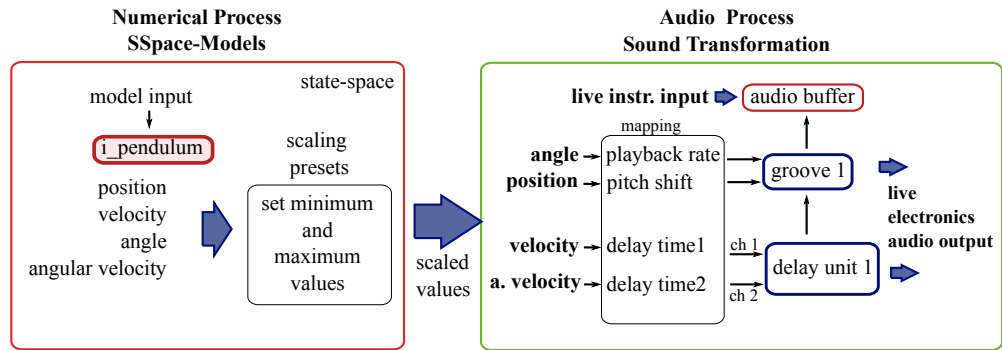 Numerical Process
SSpace-Models
state-space
model input
i_pendulum
position
velocity
angle
angular velocity
scaling
presets
set minimum
and
maximum
values
scaled
values
Audio Process
Sound Transformation
live instr. input
audio buffer
mapping
angle
playback rate
position
pitch shift
groove 1
velocity
delay time1
ch 1
a. velocity
delay time2
ch 2
delay unit 1
live
electronics
audio output